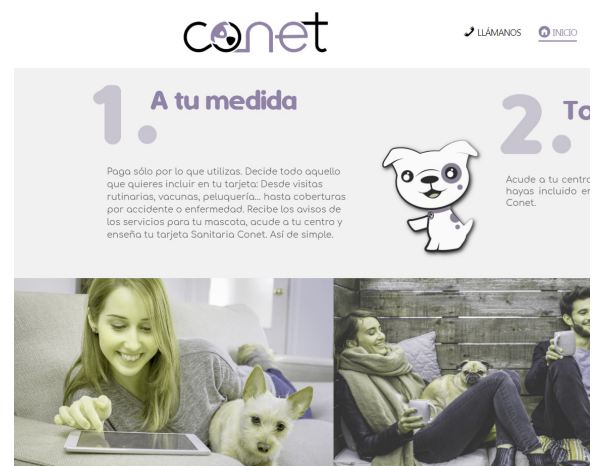 conet
LLÁMANOS
INICIO
1.
A tu medida
Paga sólo por lo que utilizas. Decide todo aquello
que quieres incluir en tu tarjeta: Desde visitas
rutinarias, vacunas, peluquería... hasta coberturas
por accidente o enfermedad. Recibe los avisos de
los servicios para tu mascota, acude a tu centro y
enseña tu tarjeta Sanitaria Conet. Así de simple.
2.
To
Acude a tu centro
hayas incluido en
Conet.